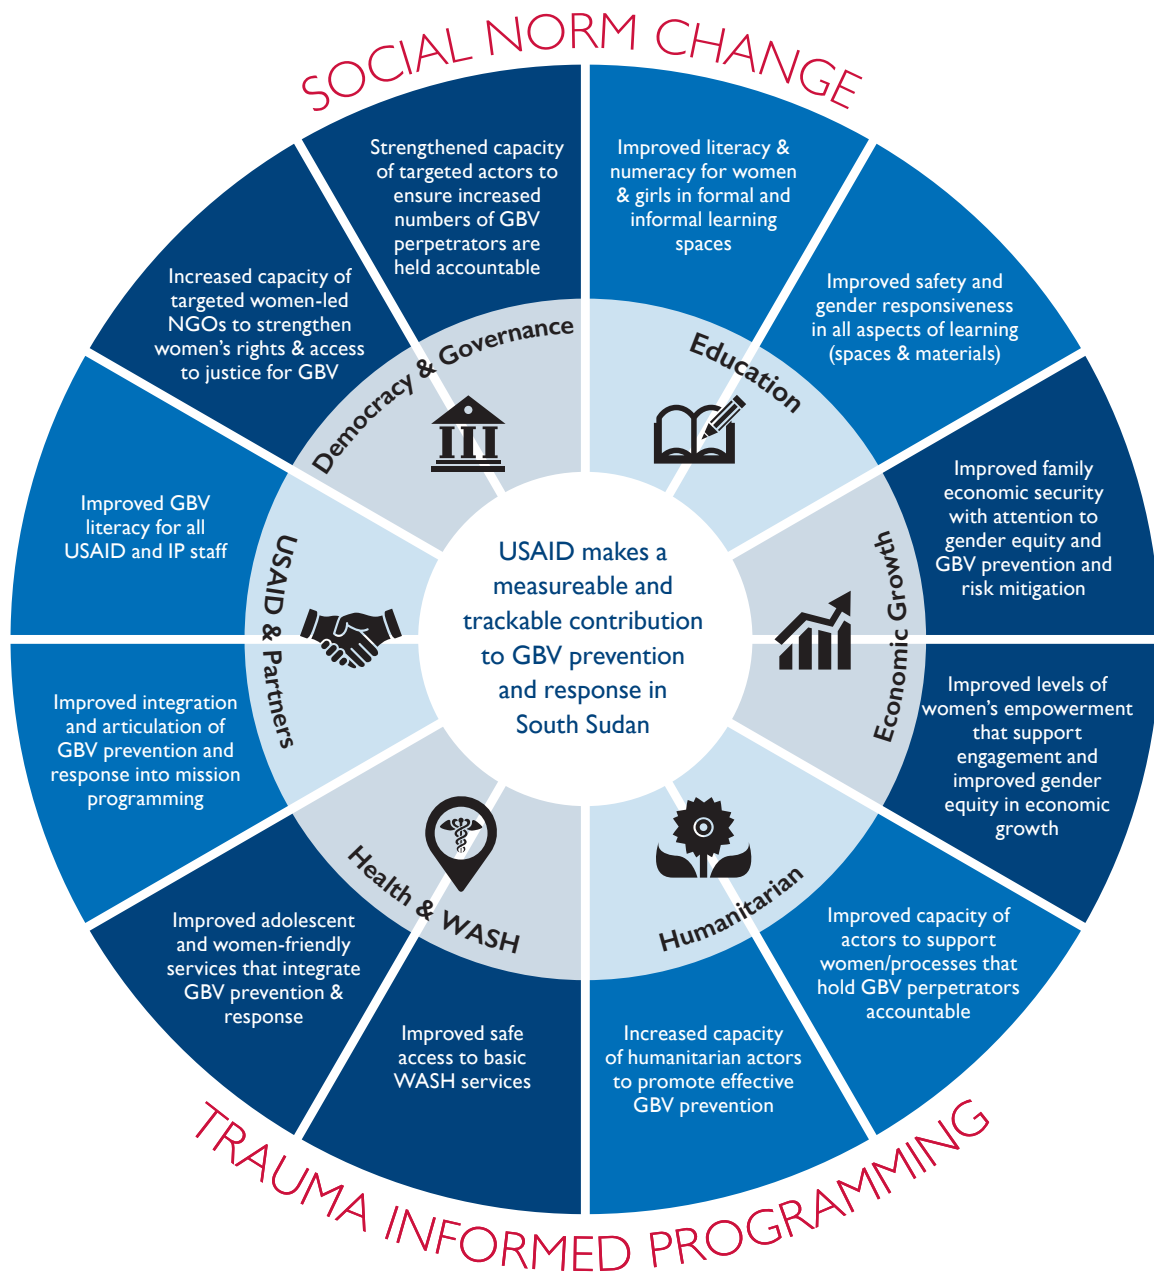 SOCIAL NORM CHANGE
Strengthened capacity
of targeted actors to
ensure increased
numbers of GBV
perpetrators are
held accountable
Improved literacy &
numeracy for women
& girls in formal and
informal learning
spaces
Increased capacity of
targeted women-led
NGOs to strengthen
women's rights & access
to justice for GBV
Improved safety and
gender responsiveness
in all aspects of learning
(spaces & materials)
Democracy & Governance
Education
Improved GBV
literacy for all
USAID and IP staff
Improved family
economic security
with attention to
gender equity and
GBV prevention and
risk mitigation
USAID & Partners
USAID makes a
measureable and
trackable contribution
to GBV prevention
and response in
South Sudan
Economic Growth
Improved integration
and articulation of
GBV prevention and
response into mission
programming
Improved levels of
women's empowerment
that support
engagement and
improved gender
equity in economic
growth
Health & WASH
Humanitarian
Improved adolescent
and women-friendly
services that integrate
GBV prevention &
response
Improved capacity of
actors to support
women/processes that
hold GBV perpetrators
accountable
Improved safe
access to basic
WASH services
Increased capacity
of humanitarian actors
to promote effective
GBV prevention
TRAUMA INFORMED PROGRAMMING